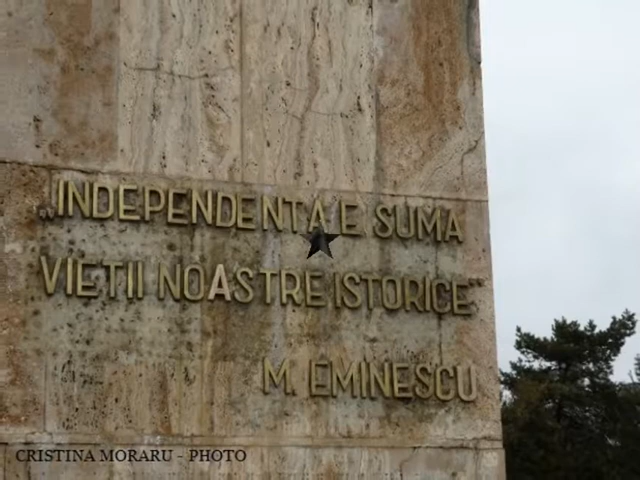 „INDEPENDENTA E SUMA
VIETII NOASTRE ISTORICE"
M. EMINESCU
CRISTINA MORARU - PHOTO